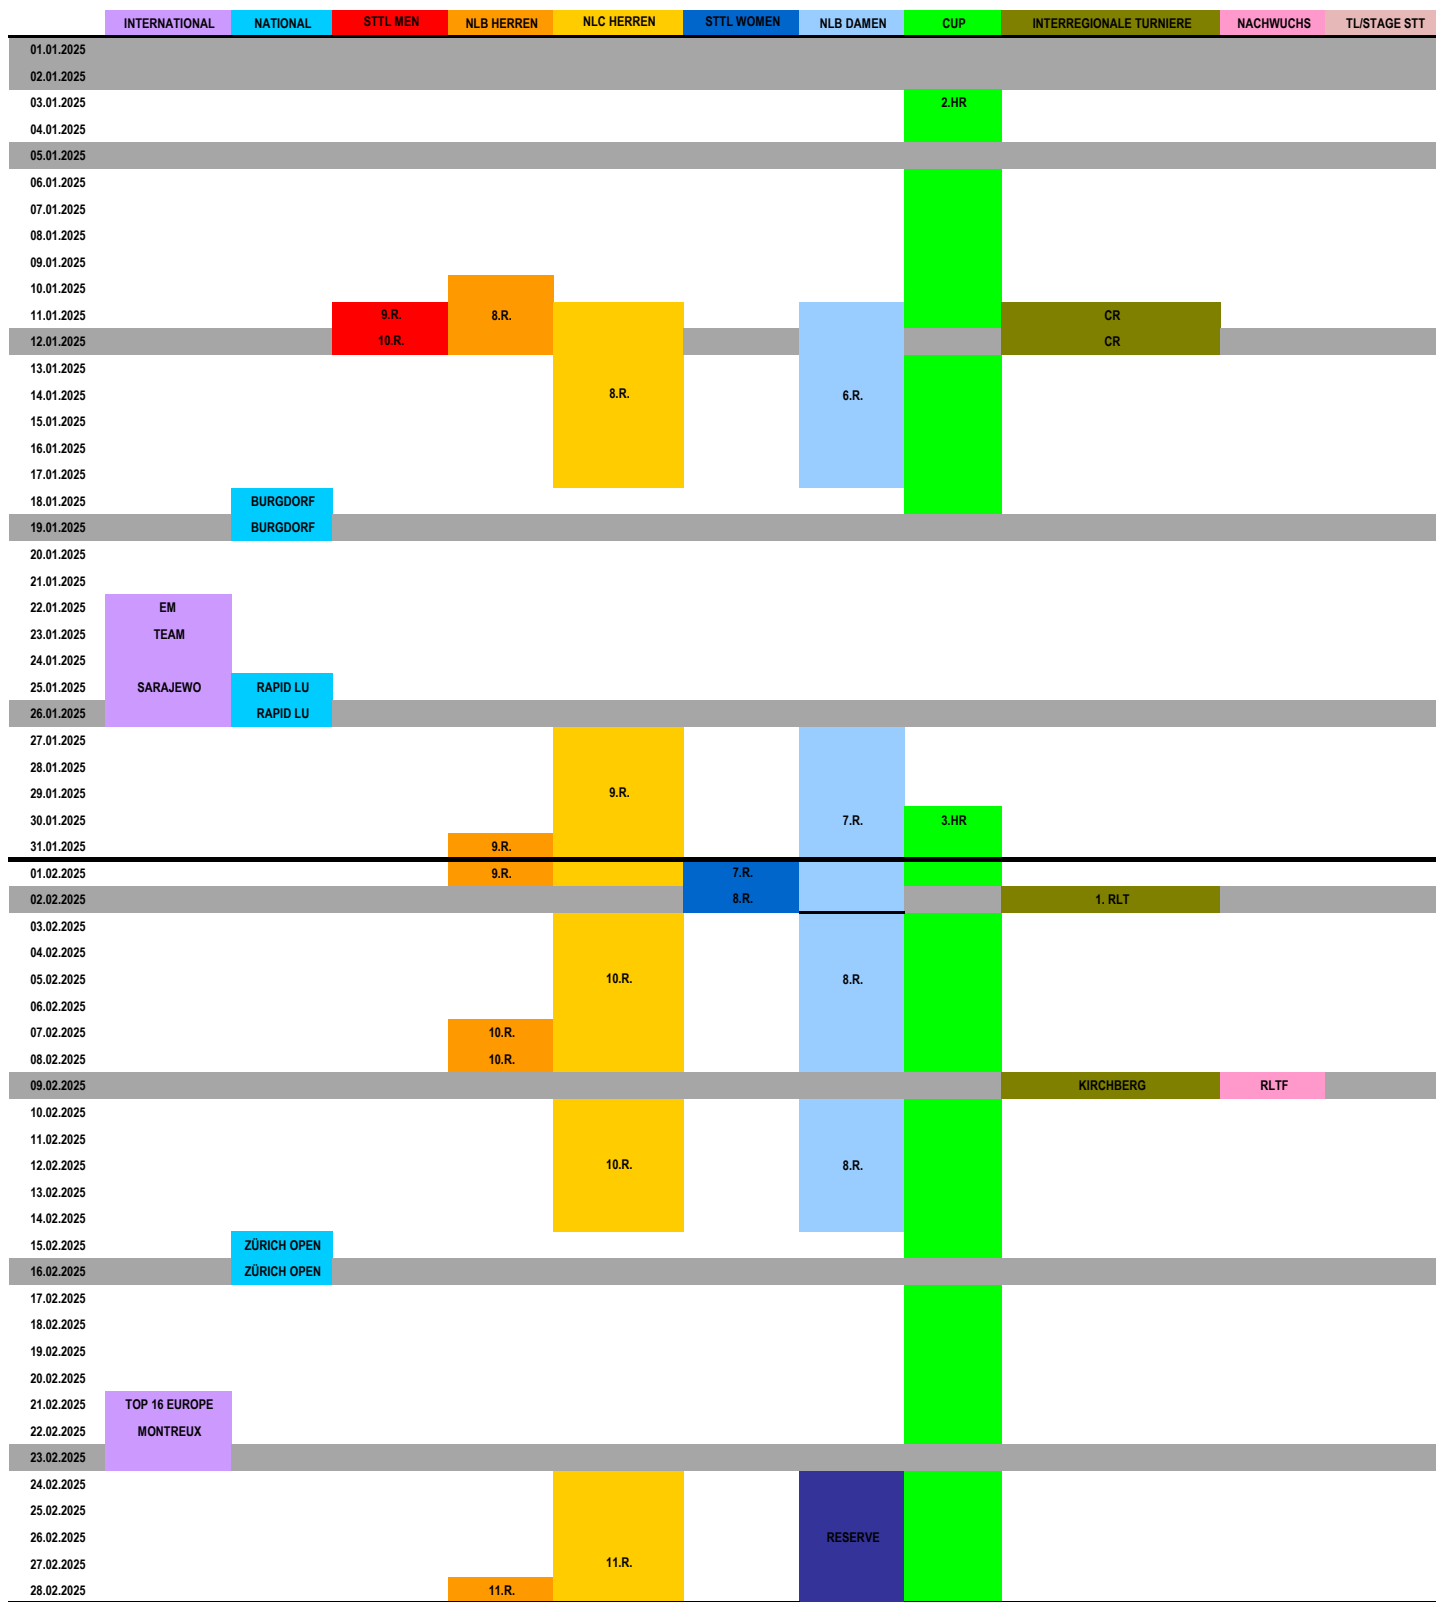 INTERNATIONAL NATIONAL STTL MEN NLB HERREN NLC HERREN STTL WOMEN NLB DAMEN CUP INTERREGIONALE TURNIERE NACHWUCHS TL/STAGE STT
01.01.2025
02.01.2025
03.01.2025 2.HR
04.01.2025
05.01.2025
06.01.2025
07.01.2025
08.01.2025
09.01.2025
10.01.2025
11.01.2025 9.R. 8.R. CR
12.01.2025 10.R. CR
13.01.2025
14.01.2025 8.R. 6.R.
15.01.2025
16.01.2025
17.01.2025
18.01.2025 BURGDORF
19.01.2025 BURGDORF
20.01.2025
21.01.2025
22.01.2025 EM
23.01.2025 TEAM
24.01.2025
25.01.2025 SARAJEWO RAPID LU
26.01.2025 RAPID LU
27.01.2025
28.01.2025
29.01.2025 9.R.
30.01.2025 7.R. 3.HR
31.01.2025 9.R.
01.02.2025 9.R. 7.R.
02.02.2025 8.R. 1. RLT
03.02.2025
04.02.2025
05.02.2025 10.R. 8.R.
06.02.2025
07.02.2025 10.R.
08.02.2025 10.R.
09.02.2025 KIRCHBERG RLTF
10.02.2025
11.02.2025
12.02.2025 10.R. 8.R.
13.02.2025
14.02.2025
15.02.2025 ZÜRICH OPEN
16.02.2025 ZÜRICH OPEN
17.02.2025
18.02.2025
19.02.2025
20.02.2025
21.02.2025 TOP 16 EUROPE
22.02.2025 MONTREUX
23.02.2025
24.02.2025
25.02.2025
26.02.2025 RESERVE
27.02.2025 11.R.
28.02.2025 11.R.